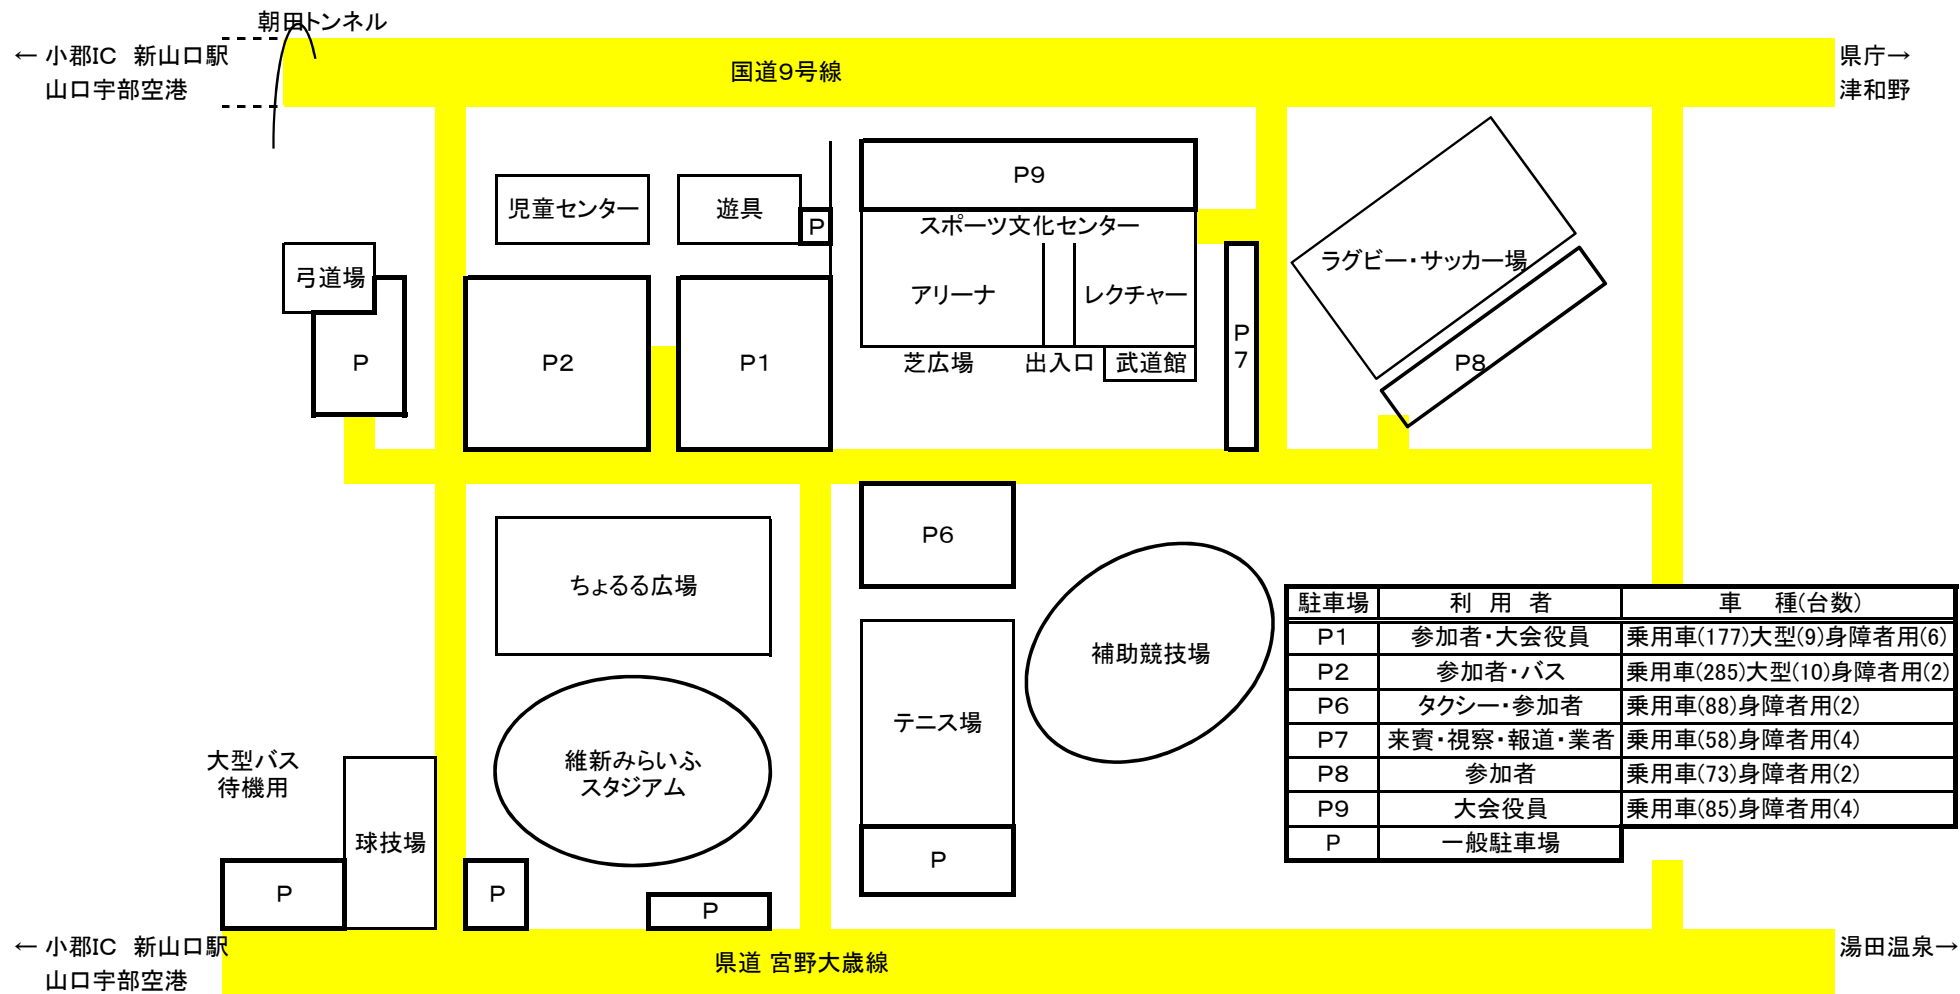 朝田トンネル
← 小郡IC 新山口駅
山口宇部空港
国道9号線
県庁→
津和野
P9
児童センター
遊具
P
スポーツ文化センター
弓道場
アリーナ
レクチャー
ラグビー・サッカー場
P
P2
P1
芝広場
出入口
武道館
P
7
P8
P6
ちょるる広場
補助競技場
テニス場
維新みらいふ
スタジアム
大型バス
待機用
球技場
P
P
P
P
駐車場 利 用 者 車 種(台数)
P1 参加者・大会役員 乗用車(177)大型(9)身障者用(6)
P2 参加者・バス 乗用車(285)大型(10)身障者用(2)
P6 タクシー・参加者 乗用車(88)身障者用(2)
P7 来賓・視察・報道・業者 乗用車(58)身障者用(4)
P8 参加者 乗用車(73)身障者用(2)
P9 大会役員 乗用車(85)身障者用(4)
P 一般駐車場
← 小郡IC 新山口駅
山口宇部空港
県道 宮野大歳線
湯田温泉→